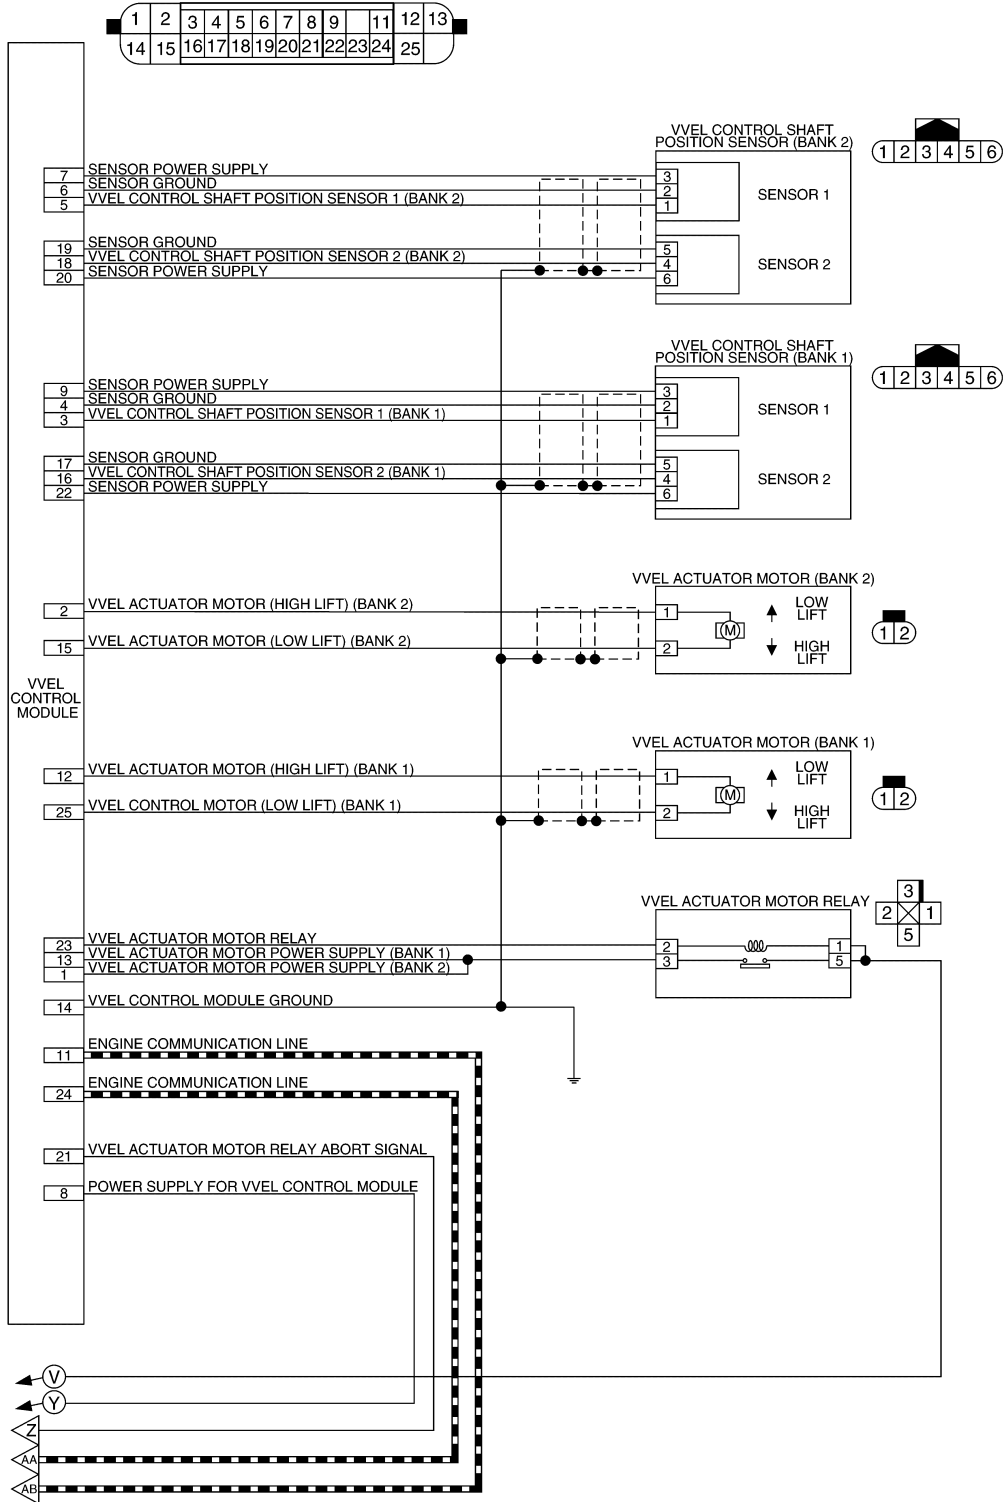 1 2 3 4 5 6 7 8 9 11 12 13
14 15 16 17 18 19 20 21 22 23 24 25
VVEL CONTROL MODULE
7 SENSOR POWER SUPPLY
6 SENSOR GROUND
5 VVEL CONTROL SHAFT POSITION SENSOR 1 (BANK 2)
19 SENSOR GROUND
18 VVEL CONTROL SHAFT POSITION SENSOR 2 (BANK 2)
20 SENSOR POWER SUPPLY
VVEL CONTROL SHAFT
POSITION SENSOR (BANK 2)
3
2
1
SENSOR 1
5
4
6
SENSOR 2
1 2 3 4 5 6
9 SENSOR POWER SUPPLY
4 SENSOR GROUND
3 VVEL CONTROL SHAFT POSITION SENSOR 1 (BANK 1)
17 SENSOR GROUND
16 VVEL CONTROL SHAFT POSITION SENSOR 2 (BANK 1)
22 SENSOR POWER SUPPLY
VVEL CONTROL SHAFT
POSITION SENSOR (BANK 1)
3
2
1
SENSOR 1
5
4
6
SENSOR 2
1 2 3 4 5 6
2 VVEL ACTUATOR MOTOR (HIGH LIFT) (BANK 2)
15 VVEL ACTUATOR MOTOR (LOW LIFT) (BANK 2)
VVEL ACTUATOR MOTOR (BANK 2)
1
2
M
LOW
LIFT
HIGH
LIFT
1 2
12 VVEL ACTUATOR MOTOR (HIGH LIFT) (BANK 1)
25 VVEL CONTROL MOTOR (LOW LIFT) (BANK 1)
VVEL ACTUATOR MOTOR (BANK 1)
1
2
M
LOW
LIFT
HIGH
LIFT
1 2
23 VVEL ACTUATOR MOTOR RELAY
13 VVEL ACTUATOR MOTOR POWER SUPPLY (BANK 1)
1 VVEL ACTUATOR MOTOR POWER SUPPLY (BANK 2)
VVEL ACTUATOR MOTOR RELAY
2 1
3 5
3
2 1
5
14 VVEL CONTROL MODULE GROUND
11 ENGINE COMMUNICATION LINE
24 ENGINE COMMUNICATION LINE
21 VVEL ACTUATOR MOTOR RELAY ABORT SIGNAL
8 POWER SUPPLY FOR VVEL CONTROL MODULE
V
Y
Z
AA
AB